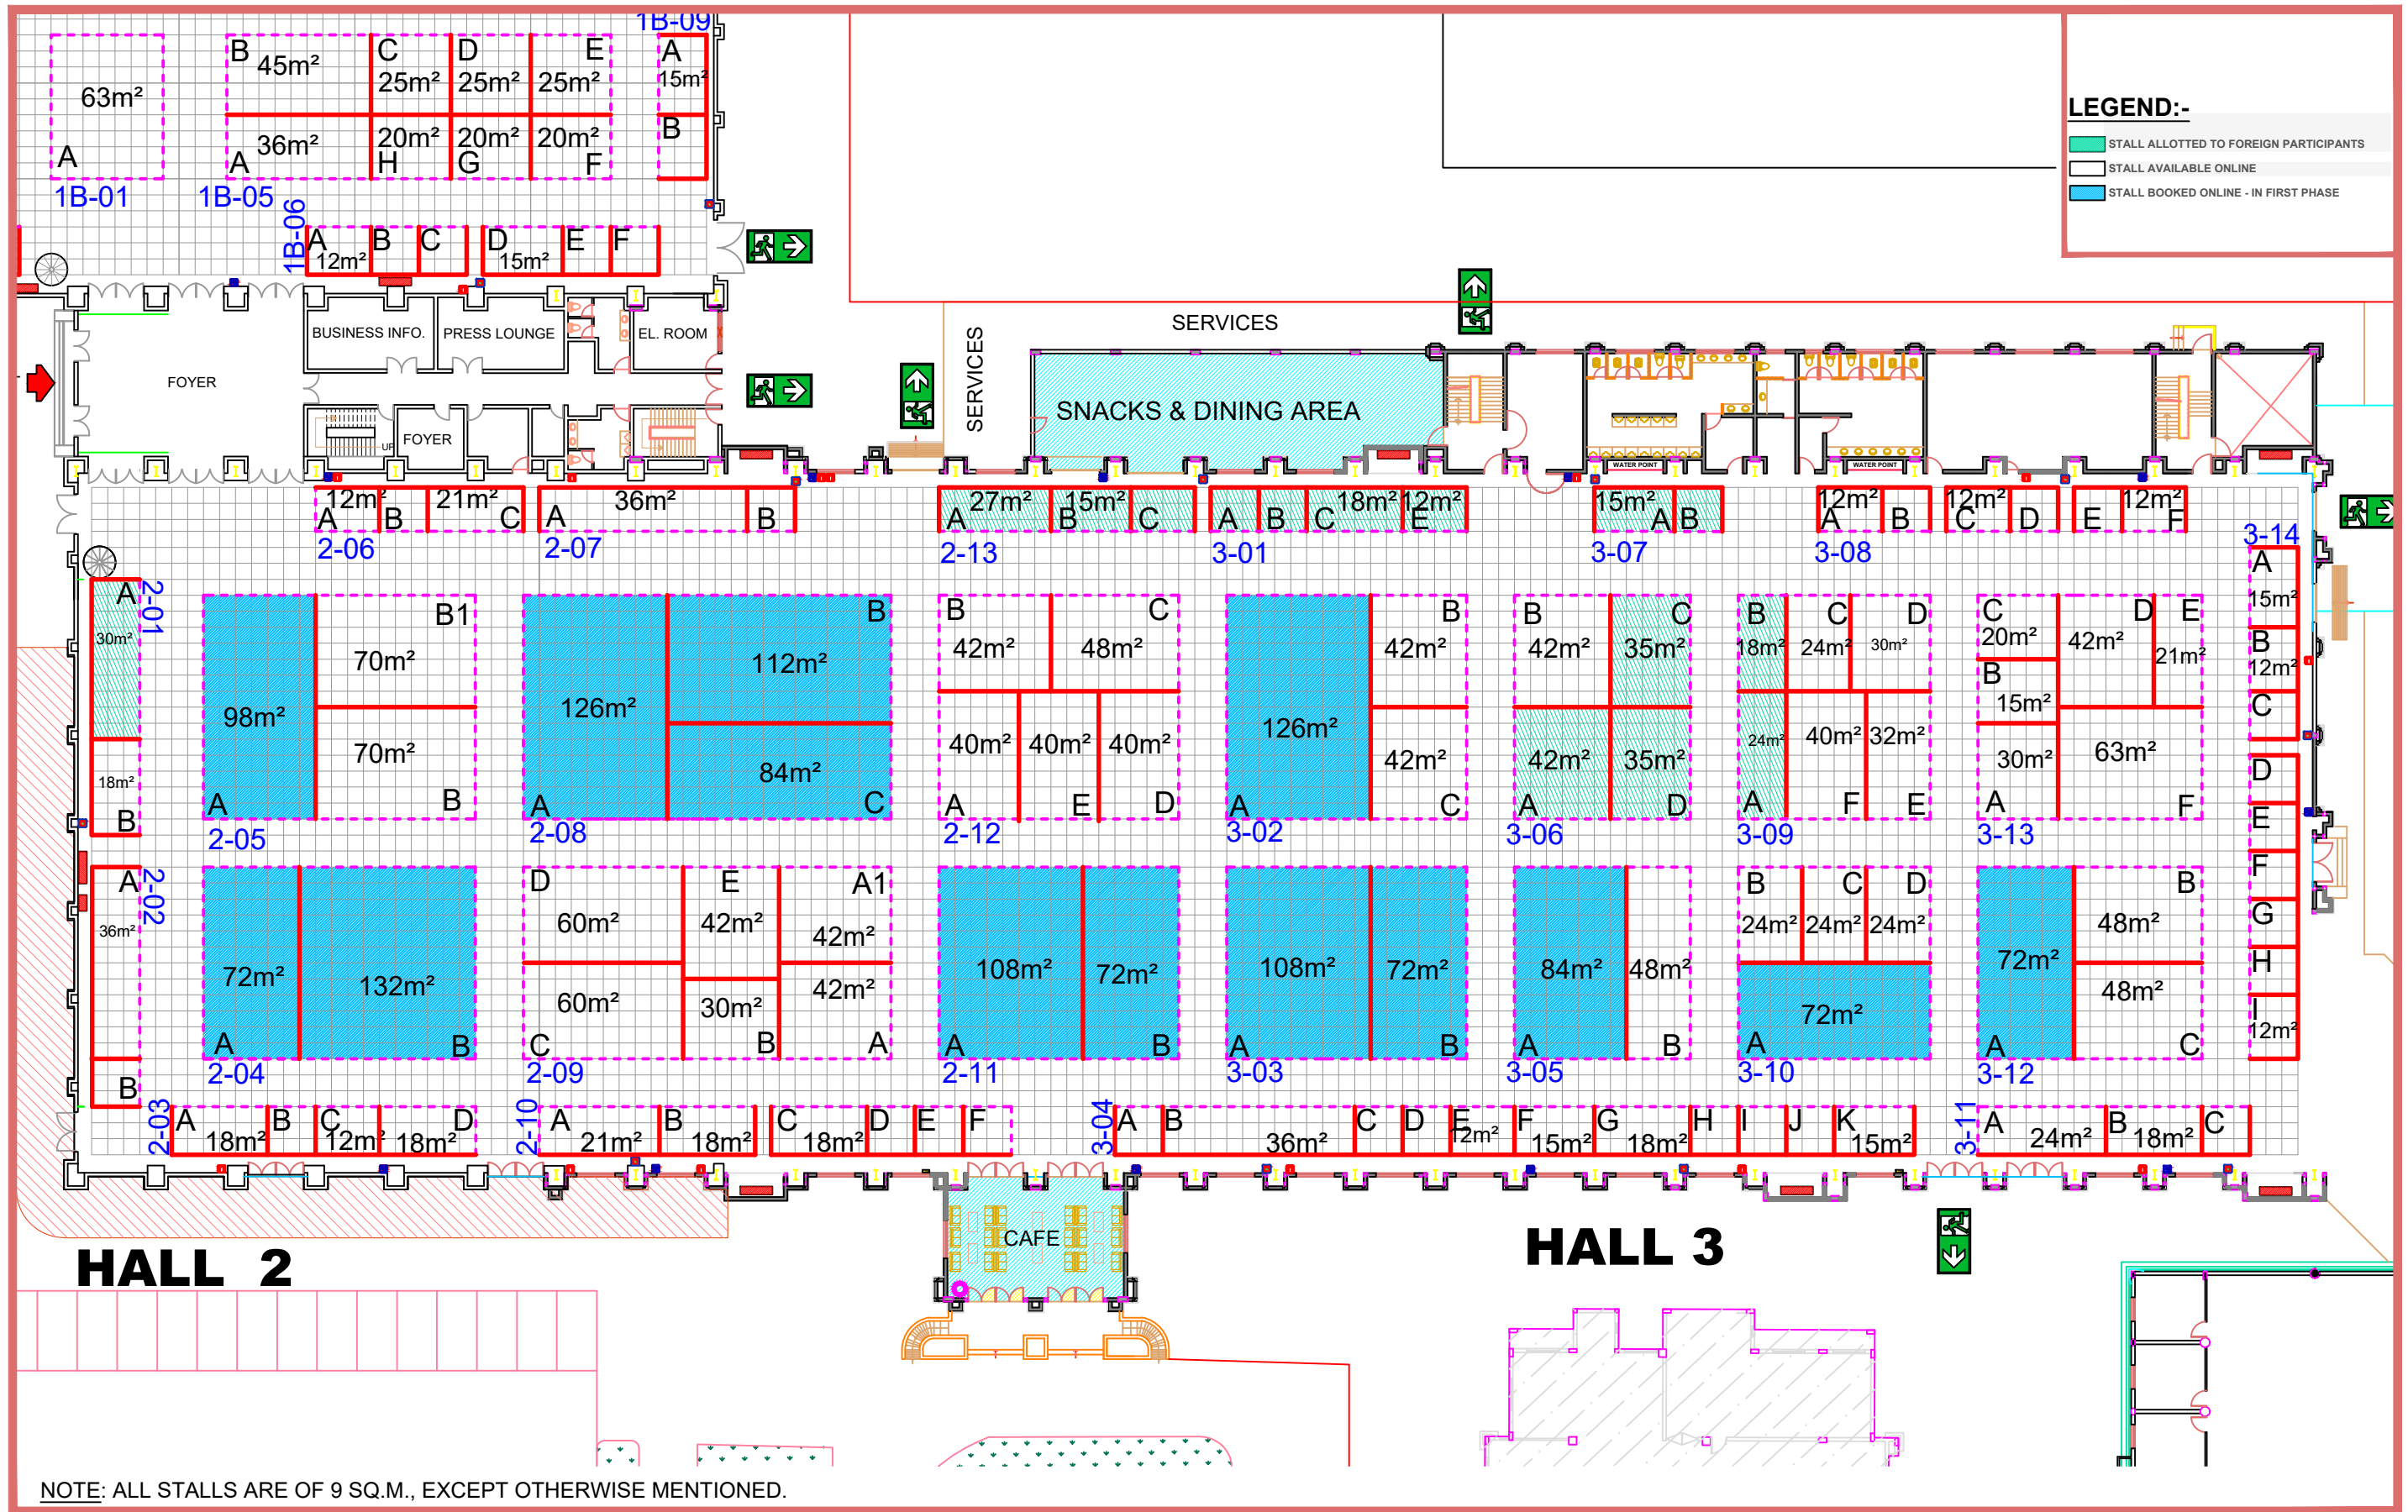 1B-09
B 45m² C D E A
63m² 25m² 25m² 25m² 15m²
A 36m² 20m² 20m² 20m² B
A H G F
1B-01 1B-05
1B-06 A B C D E F
12m² 15m²
LEGEND:-
STALL ALLOTTED TO FOREIGN PARTICIPANTS
STALL AVAILABLE ONLINE
STALL BOOKED ONLINE - IN FIRST PHASE
BUSINESS INFO. PRESS LOUNGE EL. ROOM
FOYER
FOYER
UP
SERVICES
SERVICES
SNACKS & DINING AREA
WATER POINT WATER POINT
12m² 21m² 36m² 27m² 15m² 18m² 12m² 15m² 12m² 12m² 12m²
A B C A B A B C A B C E A B A B C D E F
2-06 2-07 2-13 3-01 3-07 3-08 3-14
2-01
A
30m²
18m²
B
98m²
A
B1
70m²
70m²
B
2-05
126m²
A
B
112m²
84m²
C
2-08
B C
42m² 48m²
40m² 40m² 40m²
A E D
2-12
126m²
A
B
42m²
42m²
C
3-02
B C
42m² 35m²
42m² 35m²
A D
3-06
B C D
18m² 24m² 30m²
24m² 40m² 32m²
A F E
3-09
C D E
20m² 42m² 21m²
B
15m²
30m² 63m²
A F
3-13
A
15m²
B
12m²
C
D
E
F
G
H
I
12m²
2-02
A
36m²
B
72m² 132m²
A B
2-04
D E A1
60m² 42m² 42m²
60m² 30m² 42m²
C B A
2-09
108m² 72m²
A B
2-11
108m² 72m²
A B
3-03
84m² 48m²
A B
3-05
B C D
24m² 24m² 24m²
72m²
A
3-10
72m²
A
B
48m²
48m²
C
3-12
2-03 A B C D
18m² 12m² 18m²
2-10 A B C D E F
21m² 18m² 18m²
3-04 A B C D E F G H I J K
36m² 12m² 15m² 18m² 15m²
3-11 A B C
24m² 18m²
CAFE
HALL 2
HALL 3
NOTE: ALL STALLS ARE OF 9 SQ.M., EXCEPT OTHERWISE MENTIONED.